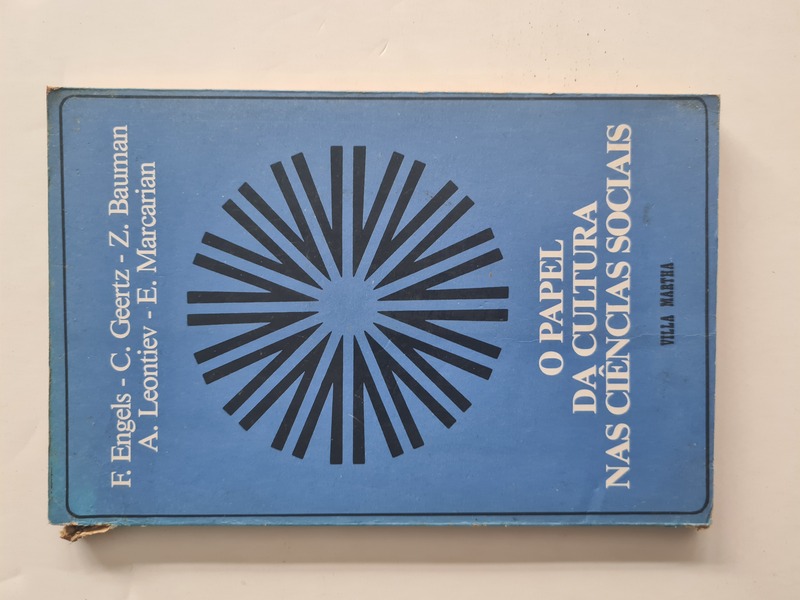 F. Engels - C. Geertz - Z. Bauman
A. Leontiev - E. Marcarian
O PAPEL
DA CULTURA
NAS CIÊNCIAS SOCIAIS
VILLA MARTHA